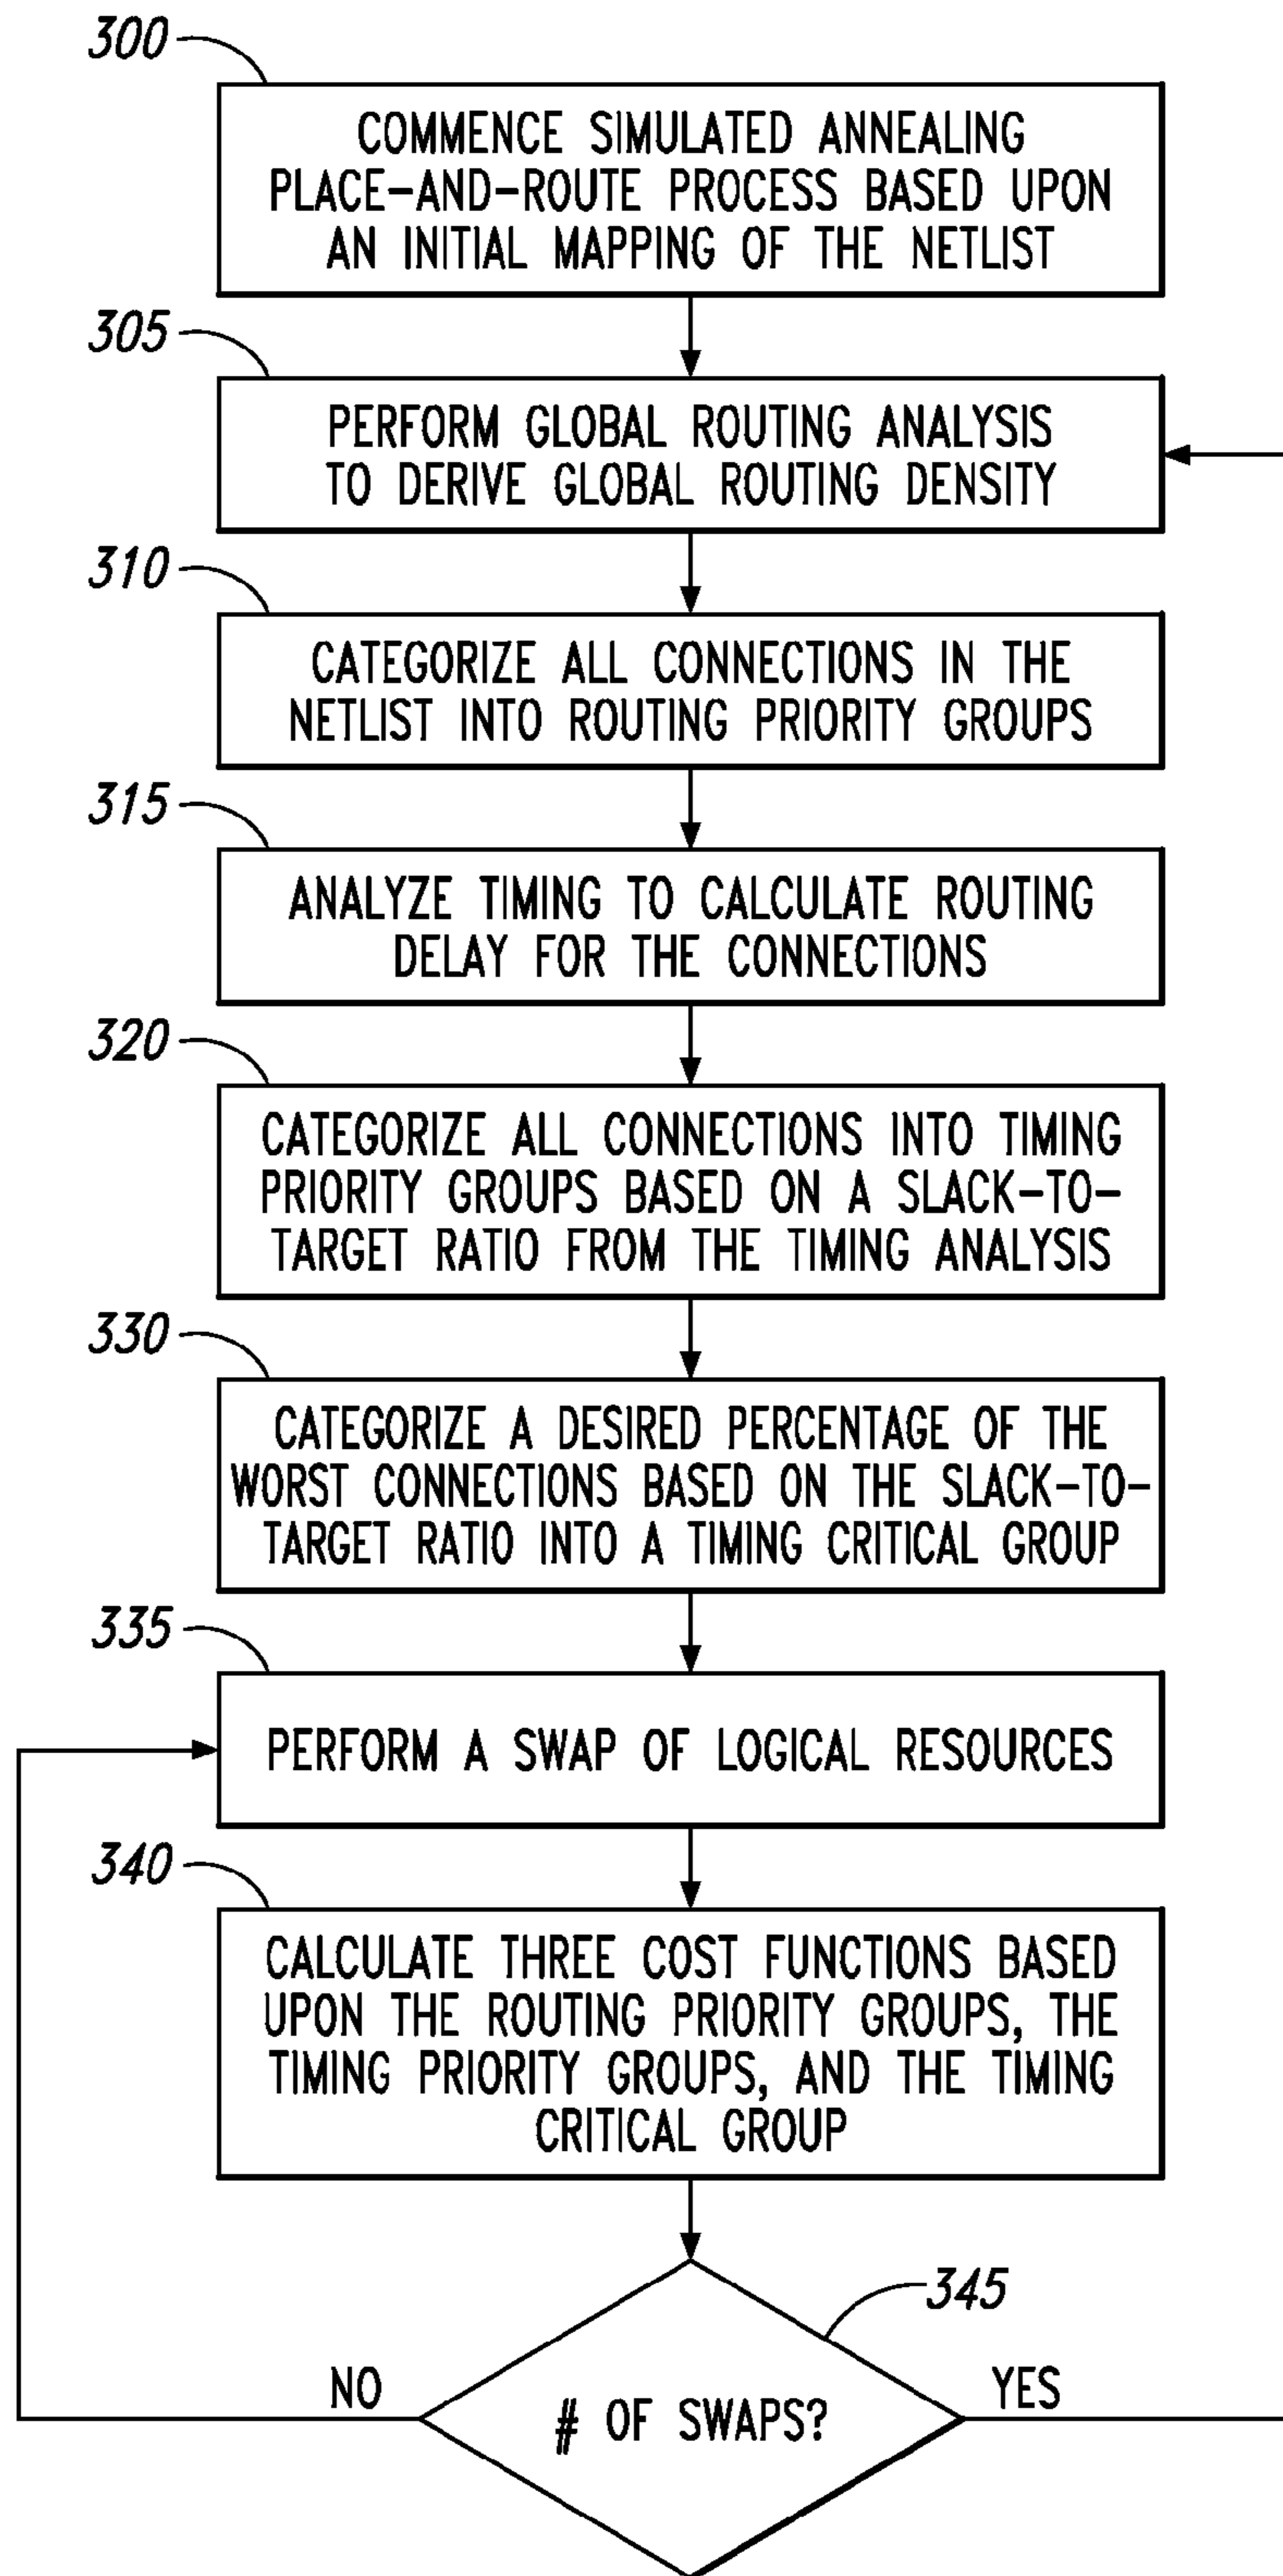 300
COMMENCE SIMULATED ANNEALING
PLACE-AND-ROUTE PROCESS BASED UPON
AN INITIAL MAPPING OF THE NETLIST
305
PERFORM GLOBAL ROUTING ANALYSIS
TO DERIVE GLOBAL ROUTING DENSITY
310
CATEGORIZE ALL CONNECTIONS IN THE
NETLIST INTO ROUTING PRIORITY GROUPS
315
ANALYZE TIMING TO CALCULATE ROUTING
DELAY FOR THE CONNECTIONS
320
CATEGORIZE ALL CONNECTIONS INTO TIMING
PRIORITY GROUPS BASED ON A SLACK-TO-
TARGET RATIO FROM THE TIMING ANALYSIS
330
CATEGORIZE A DESIRED PERCENTAGE OF THE
WORST CONNECTIONS BASED ON THE SLACK-TO-
TARGET RATIO INTO A TIMING CRITICAL GROUP
335
PERFORM A SWAP OF LOGICAL RESOURCES
340
CALCULATE THREE COST FUNCTIONS BASED
UPON THE ROUTING PRIORITY GROUPS, THE
TIMING PRIORITY GROUPS, AND THE TIMING
CRITICAL GROUP
345
NO
# OF SWAPS?
YES